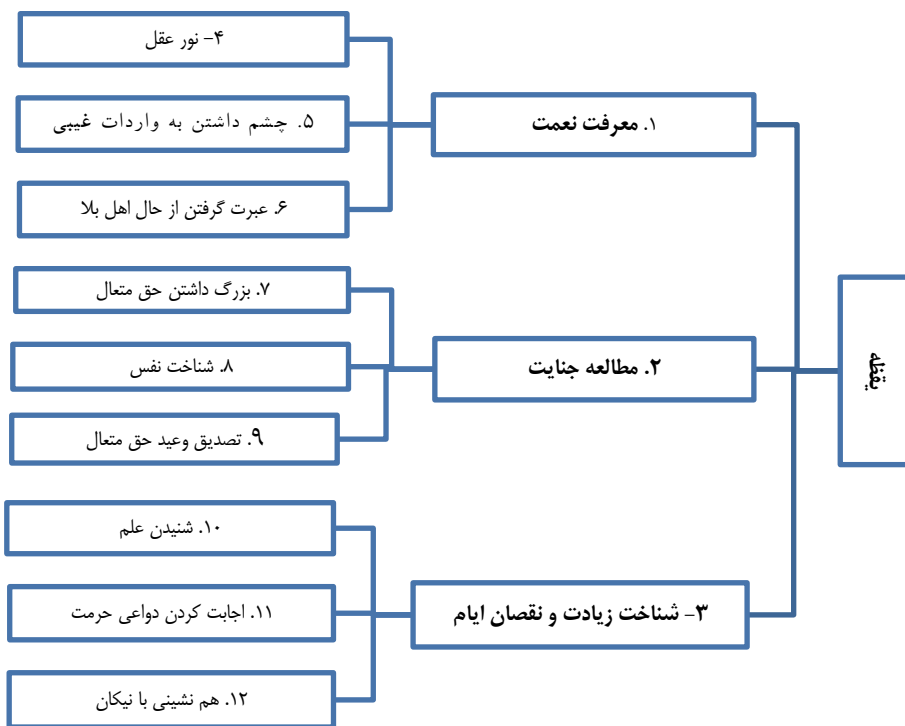 یقظه
۱. معرفت نعمت
۴- نور عقل
۵. چشم داشتن به واردات غیبی
۶. عبرت گرفتن از حال اهل بلا
۲. مطالعه جنایت
۷. بزرگ داشتن حق متعال
۸. شناخت نفس
۹. تصدیق وعید حق متعال
۳- شناخت زیادت و نقصان ایام
۱۰. شنیدن علم
۱۱. اجابت کردن دواعی حرمت
۱۲. هم نشینی با نیکان